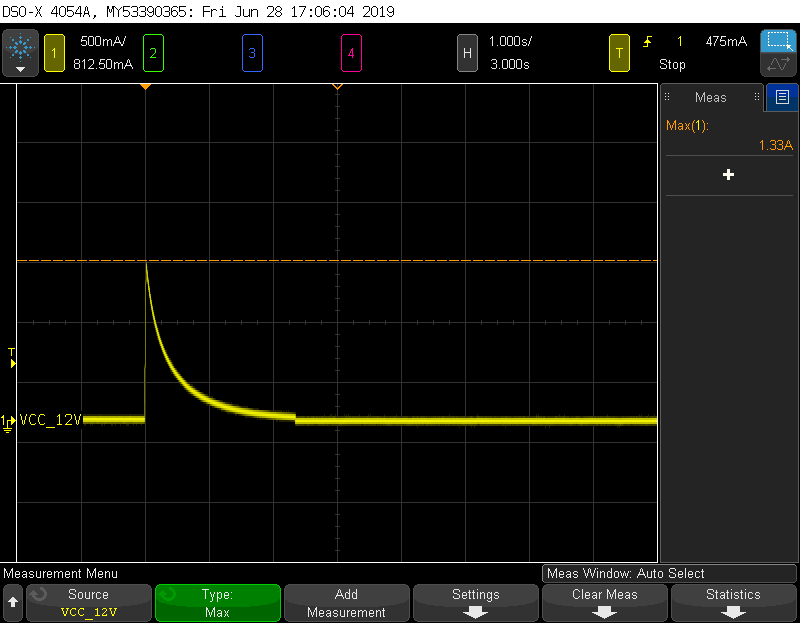 DSO-X 4054A, MY53390365: Fri Jun 28 17:06:04 2019
1 500mA/ 812.50mA 2 3 4 H 1.000s/ 3.000s T 1 475mA Stop
Meas
Max(1):
1.33A
T
1 VCC_12V
Measurement Menu
Meas Window: Auto Select
Source VCC_12V
Type: Max
Add Measurement
Settings
Clear Meas
Statistics